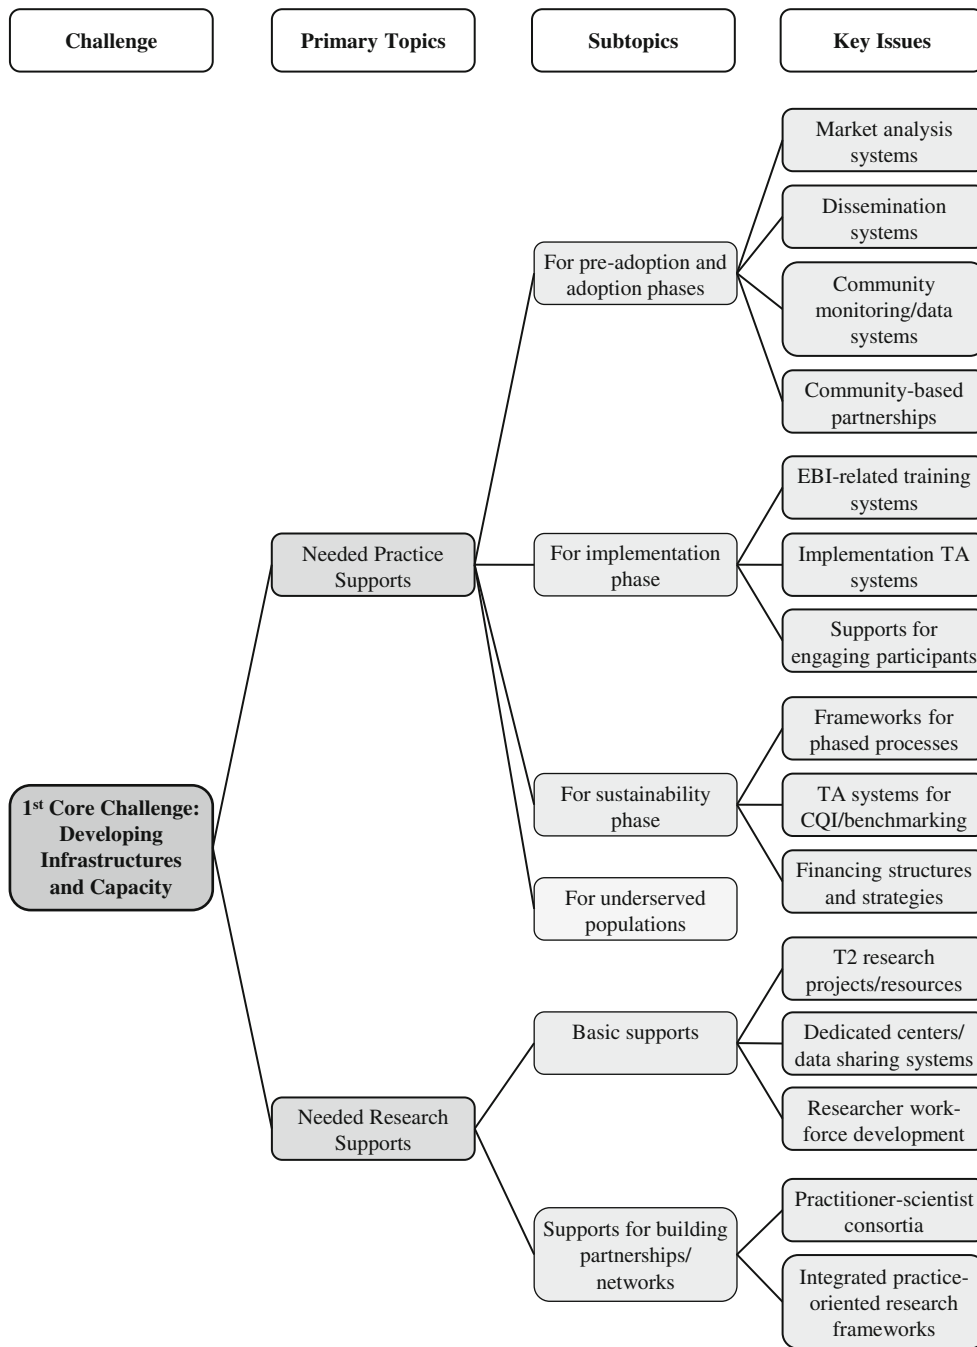 Challenge
Primary Topics
Subtopics
Key Issues
Market analysis
systems
Dissemination
systems
For pre-adoption and
adoption phases
Community
monitoring/data
systems
Community-based
partnerships
EBI-related training
systems
Needed Practice
Supports
For implementation
phase
Implementation TA
systems
Supports for
engaging participants
Frameworks for
phased processes
1st Core Challenge:
Developing
Infrastructures
and Capacity
For sustainability
phase
TA systems for
CQI/benchmarking
Financing structures
and strategies
For underserved
populations
T2 research
projects/resources
Basic supports
Dedicated centers/
data sharing systems
Needed Research
Supports
Researcher work-
force development
Practitioner-scientist
consortia
Supports for building
partnerships/
networks
Integrated practice-
oriented research
frameworks